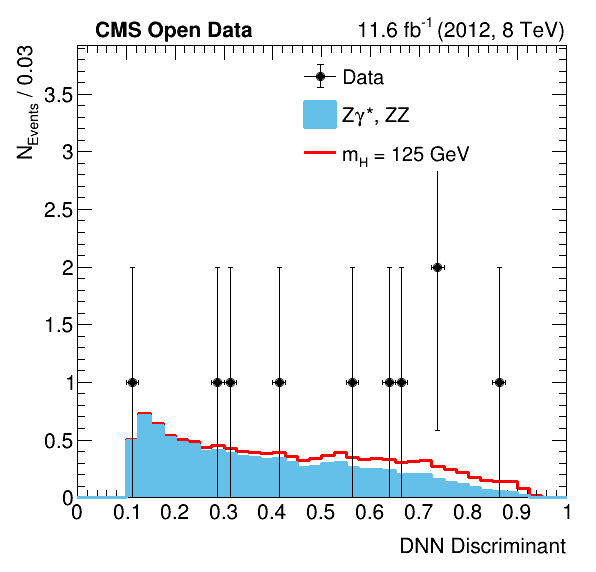 CMS Open Data 11.6 fb⁻¹ (2012, 8 TeV)
N_Events / 0.03
Data
Zγ*, ZZ
m_H = 125 GeV
3.5
3
2.5
2
1.5
1
0.5
0
0 0.1 0.2 0.3 0.4 0.5 0.6 0.7 0.8 0.9 1
DNN Discriminant